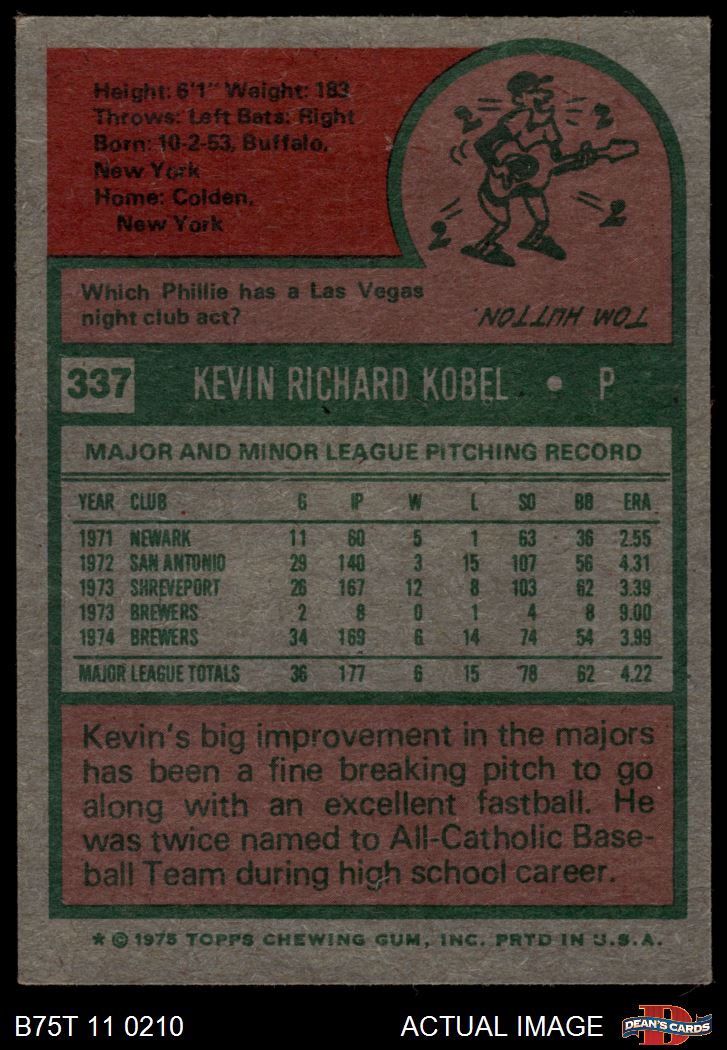 Height: 6'1" Weight: 183
Throws: Left Bats: Right
Born: 10-2-53, Buffalo,
New York
Home: Colden,
New York
2 2
2 2
Which Phillie has a Las Vegas
night club act?
TOM HUTTON.
337 KEVIN RICHARD KOBEL • P
MAJOR AND MINOR LEAGUE PITCHING RECORD
YEAR CLUB G IP W L SO BB ERA
1971 NEWARK 11 60 5 1 63 36 2.55
1972 SAN ANTONIO 29 140 3 15 107 56 4.31
1973 SHREVEPORT 26 167 12 8 103 62 3.39
1973 BREWERS 2 8 0 1 4 8 9.00
1974 BREWERS 34 169 6 14 74 54 3.99
MAJOR LEAGUE TOTALS 36 177 6 15 78 62 4.22
Kevin's big improvement in the majors
has been a fine breaking pitch to go
along with an excellent fastball. He
was twice named to All-Catholic Base-
ball Team during high school career.
* © 1975 TOPPS CHEWING GUM, INC. PRTD IN U.S.A.
B75T 11 0210 ACTUAL IMAGE D DEAN'S CARDS